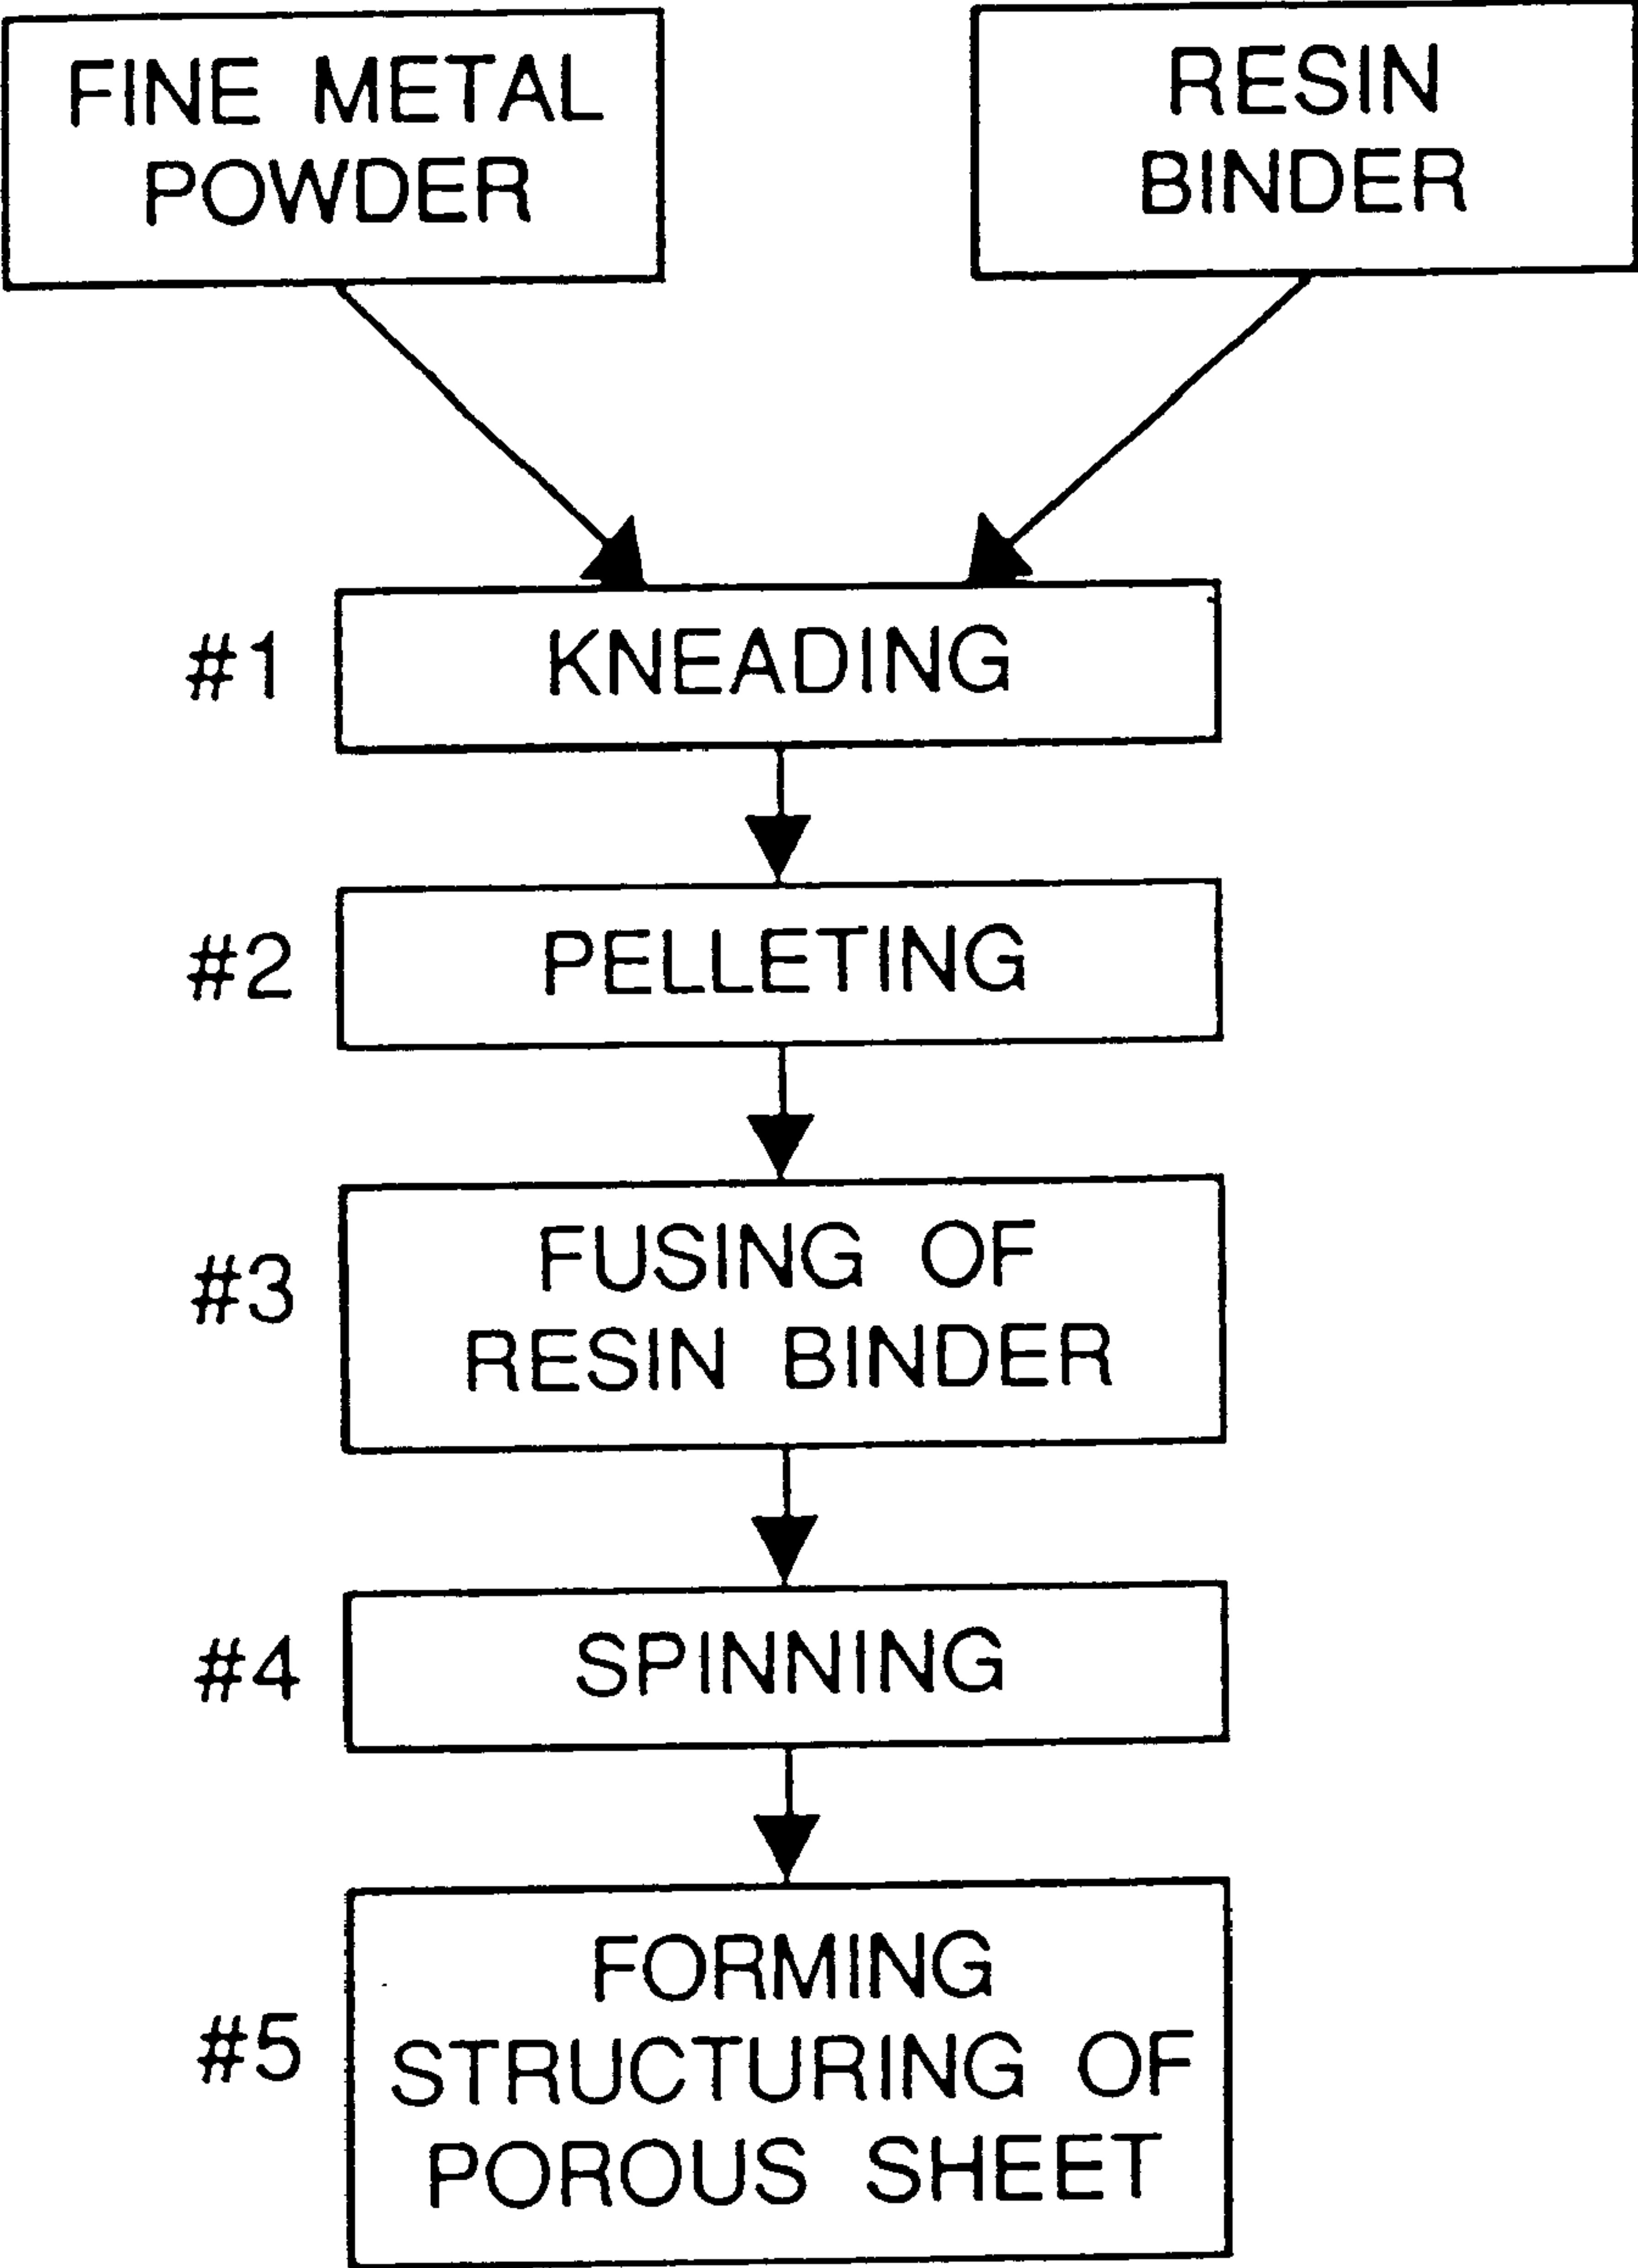 FINE METAL
POWDER
RESIN
BINDER
#1
KNEADING
#2
PELLETING
#3
FUSING OF
RESIN BINDER
#4
SPINNING
#5
FORMING
STRUCTURING OF
POROUS SHEET